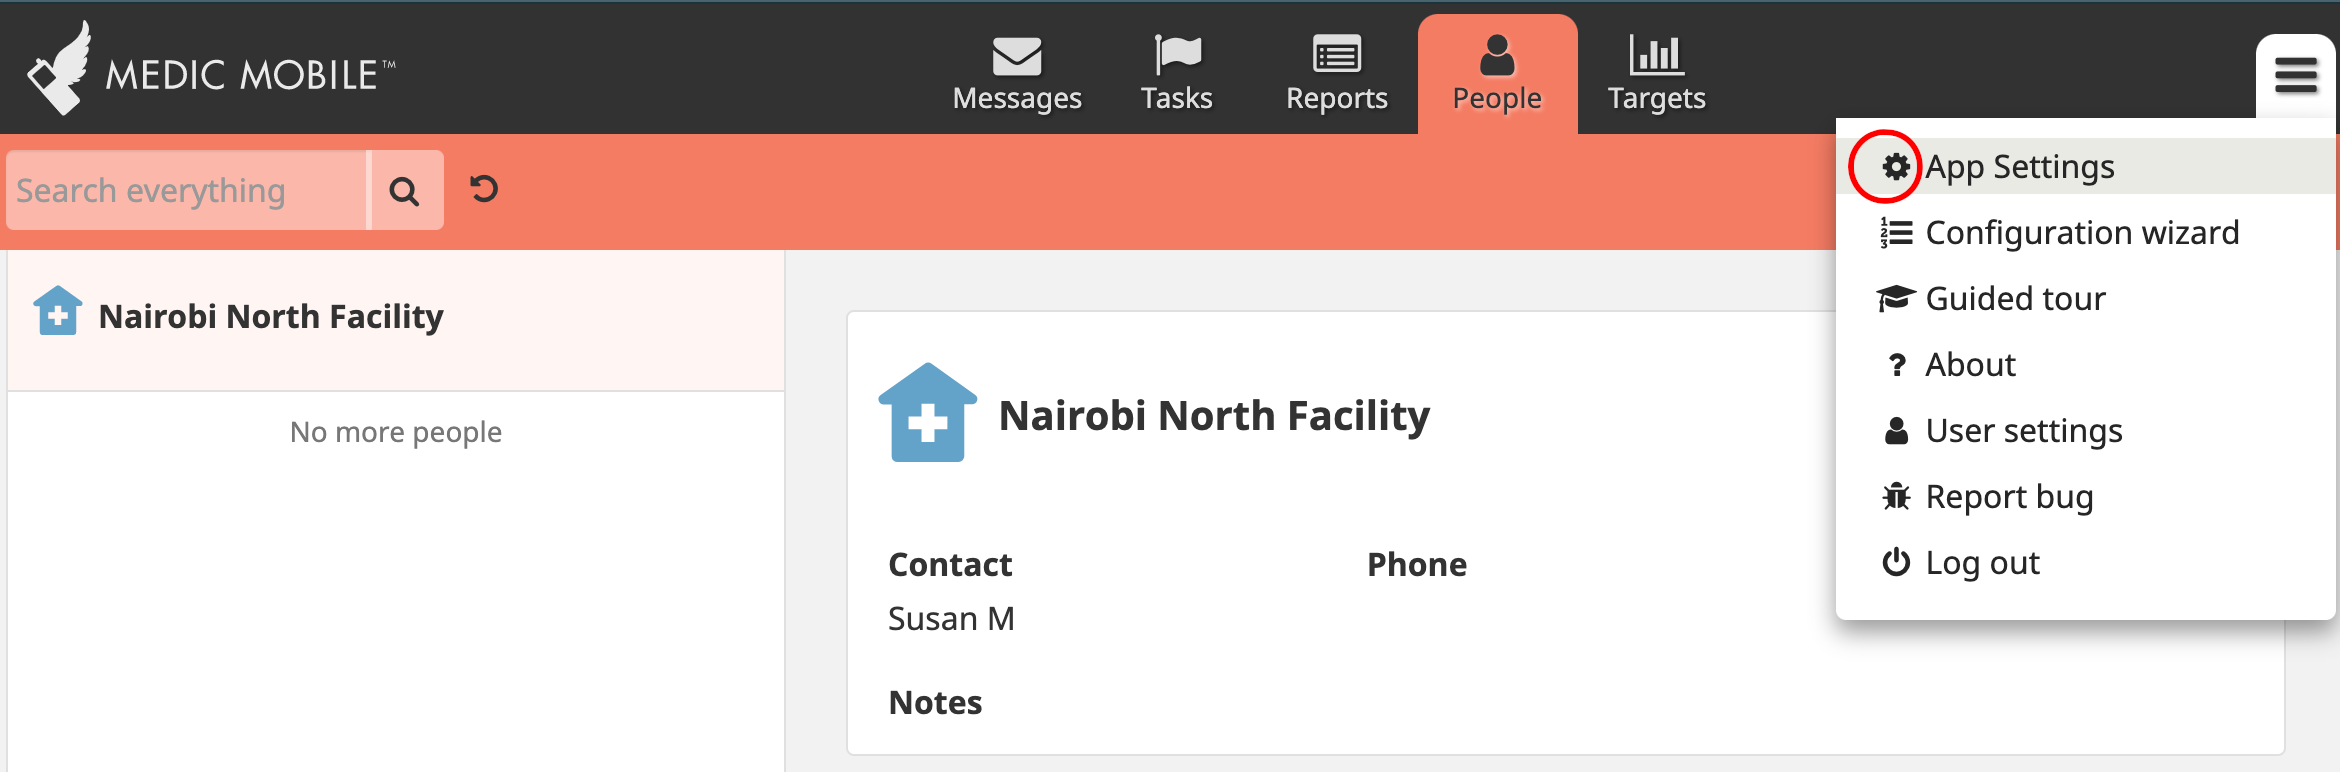 MEDIC MOBILE™
Messages
Tasks
Reports
People
Targets
Search everything
App Settings
Configuration wizard
Guided tour
? About
User settings
Report bug
Log out
Nairobi North Facility
No more people
Nairobi North Facility
Contact
Phone
Susan M
Notes